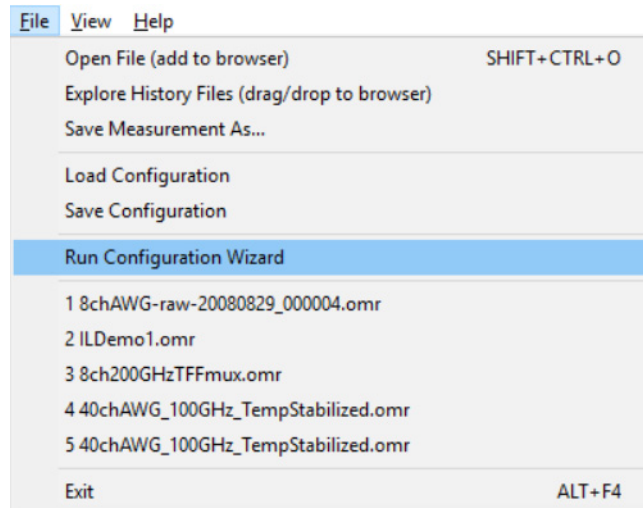 File View Help
Open File (add to browser) SHIFT+CTRL+O
Explore History Files (drag/drop to browser)
Save Measurement As...
Load Configuration
Save Configuration
Run Configuration Wizard
1 8chAWG-raw-20080829_000004.omr
2 ILDemo1.omr
3 8ch200GHzTFFmux.omr
4 40chAWG_100GHz_TempStabilized.omr
5 40chAWG_100GHz_TempStabilized.omr
Exit ALT+F4